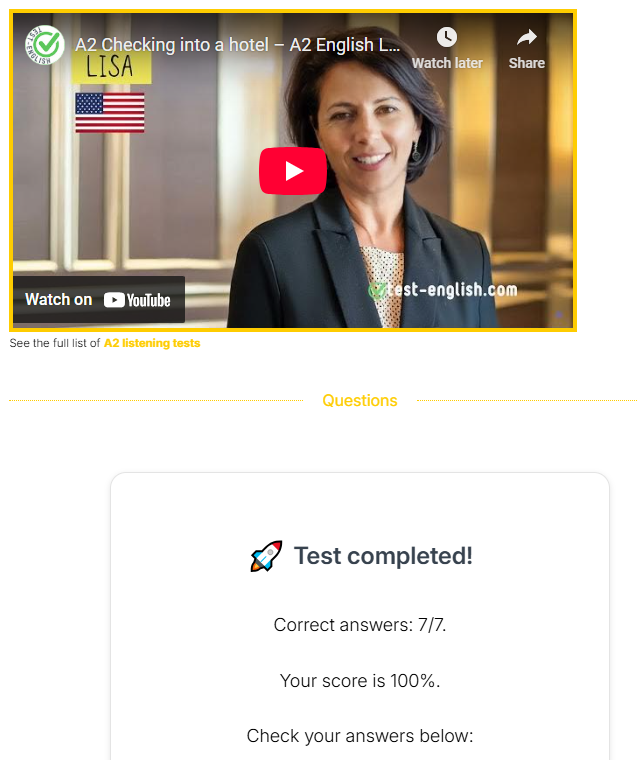 A2 Checking into a hotel – A2 English L...
Watch later
Share
TEST-ENGLISH
LISA
test-english.com
Watch on YouTube
See the full list of A2 listening tests
Questions
Test completed!
Correct answers: 7/7.
Your score is 100%.
Check your answers below: